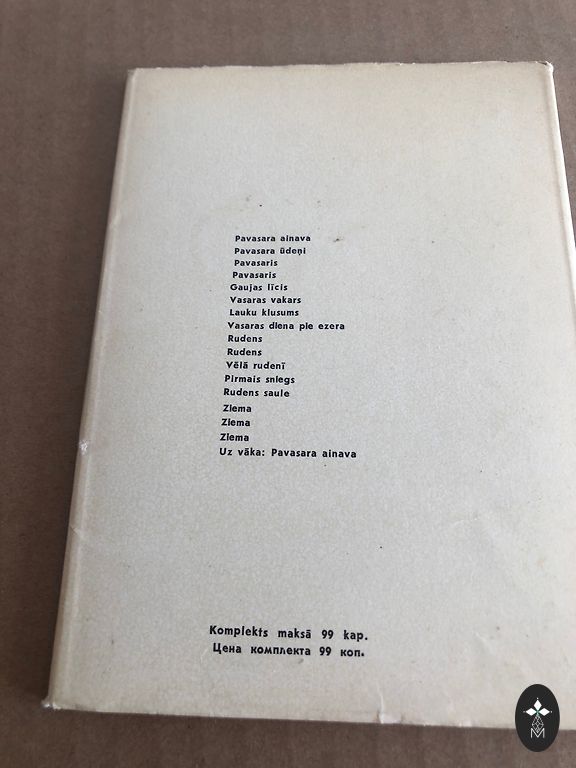 Pavasara ainava
Pavasara ūdeņi
Pavasaris
Pavasaris
Gaujas līcis
Vasaras vakars
Lauku klusums
Vasaras diena pie ezera
Rudens
Rudens
Vēlā rudenī
Pirmais sniegs
Rudens saule
Ziema
Ziema
Ziema
Uz vāka: Pavasara ainava
Komplekts maksā 99 kap.
Цена комплекта 99 коп.
M